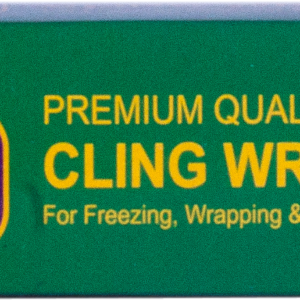 PREMIUM QUAL
CLING WR
For Freezing, Wrapping &